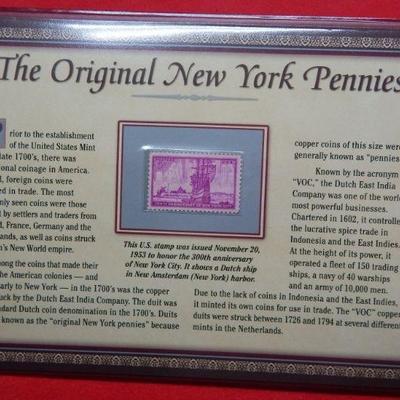 The Original New York Pennies
rior to the establishment
of the United States Mint
late 1700's, there was
ional coinage in America.
d, foreign coins were
d in trade. The most
only seen coins were those
t by settlers and traders from
d, France, Germany and the
lands, as well as coins struck
n's New World empire.
mong the coins that made their
the American colonies — and
arly to New York — in the 1700's was the copper
uck by the Dutch East India Company. The duit was
ndard Dutch coin denomination in the 1700's. Duits
known as the "original New York pennies" because
This U.S. stamp was issued November 20,
1953 to honor the 300th anniversary
of New York City. It shows a Dutch ship
in New Amsterdam (New York) harbor.
copper coins of this size were
generally known as "pennies
Known by the acronym
"VOC," the Dutch East India
Company was one of the world
most powerful businesses.
Chartered in 1602, it controlle
the lucrative spice trade in
Indonesia and the East Indies.
At the height of its power, it
operated a fleet of 150 trading
ships, a navy of 40 warships
and an army of 10,000 men.
Due to the lack of coins in Indonesia and the East Indies,
it minted its own coins for use in trade. The "VOC" copper
duits were struck between 1726 and 1794 at several different
mints in the Netherlands.